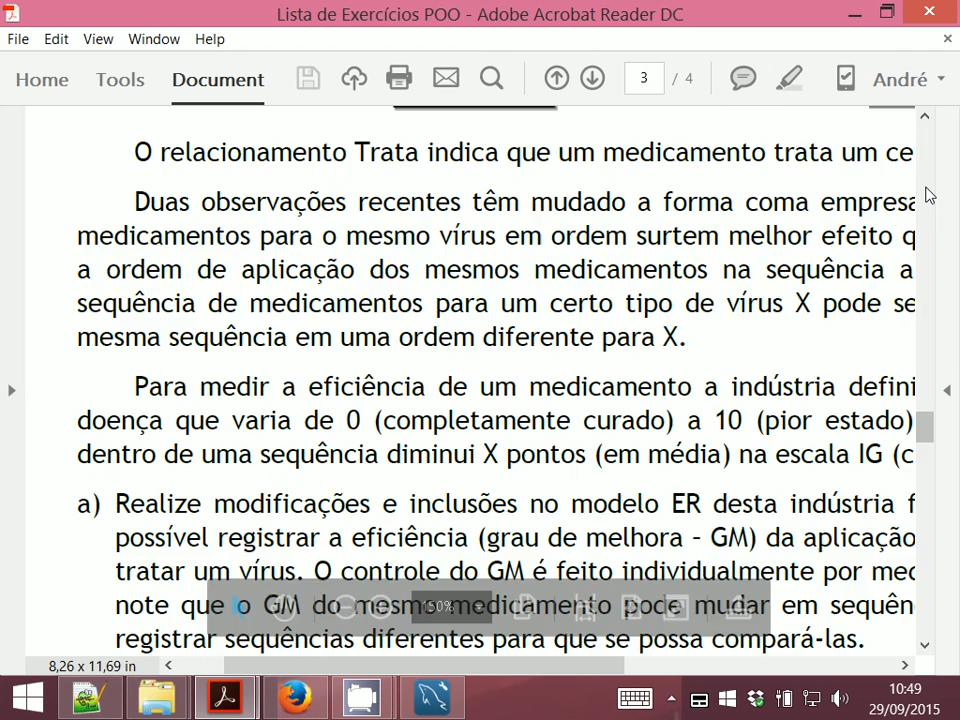 Lista de Exercícios POO - Adobe Acrobat Reader DC
File Edit View Window Help
Home Tools Document 3 / 4 André
O relacionamento Trata indica que um medicamento trata um ce
Duas observações recentes têm mudado a forma coma empresa
medicamentos para o mesmo vírus em ordem surtem melhor efeito q
a ordem de aplicação dos mesmos medicamentos na sequência a
sequência de medicamentos para um certo tipo de vírus X pode se
mesma sequência em uma ordem diferente para X.
Para medir a eficiência de um medicamento a indústria defini
doença que varia de 0 (completamente curado) a 10 (pior estado)
dentro de uma sequência diminui X pontos (em média) na escala IG (c
a) Realize modificações e inclusões no modelo ER desta indústria f
possível registrar a eficiência (grau de melhora – GM) da aplicação
tratar um vírus. O controle do GM é feito individualmente por med
note que o GM do mesmo medicamento pode mudar em sequên
150%
registrar sequências diferentes para que se possa compará-las.
8,26 x 11,69 in
10:49
29/09/2015